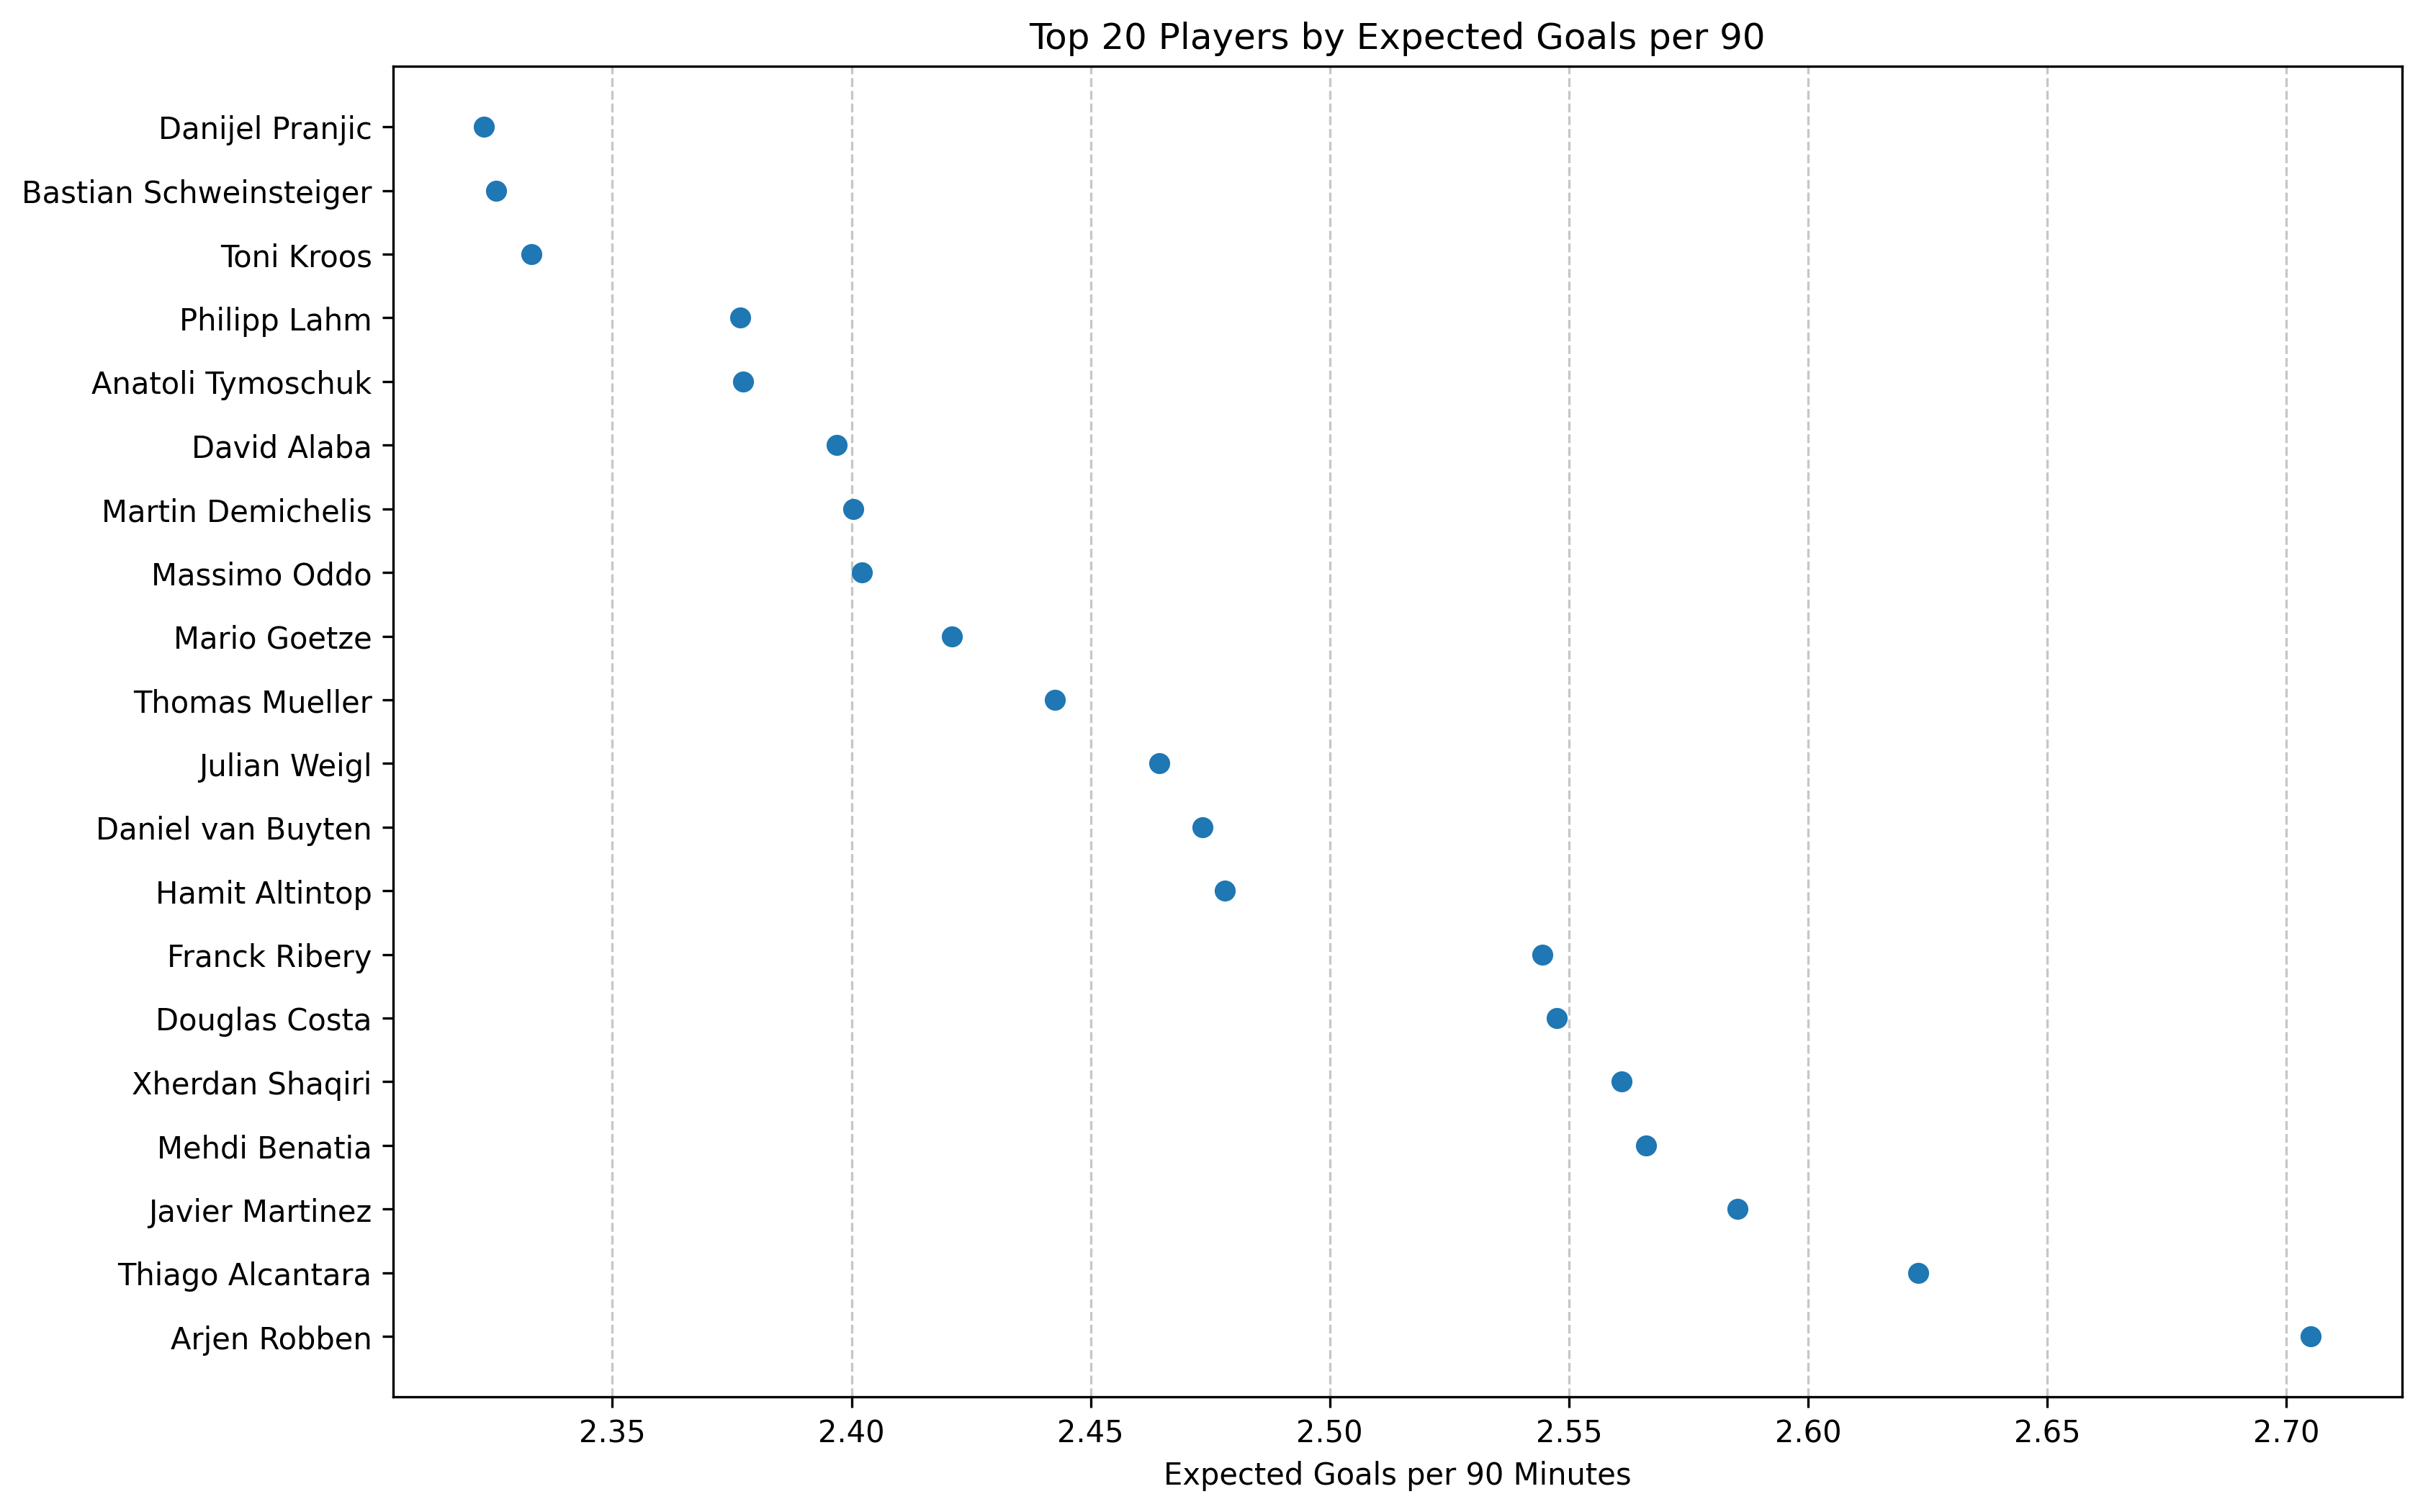 Top 20 Players by Expected Goals per 90
Danijel Pranjic
Bastian Schweinsteiger
Toni Kroos
Philipp Lahm
Anatoli Tymoschuk
David Alaba
Martin Demichelis
Massimo Oddo
Mario Goetze
Thomas Mueller
Julian Weigl
Daniel van Buyten
Hamit Altintop
Franck Ribery
Douglas Costa
Xherdan Shaqiri
Mehdi Benatia
Javier Martinez
Thiago Alcantara
Arjen Robben
2.35 2.40 2.45 2.50 2.55 2.60 2.65 2.70
Expected Goals per 90 Minutes